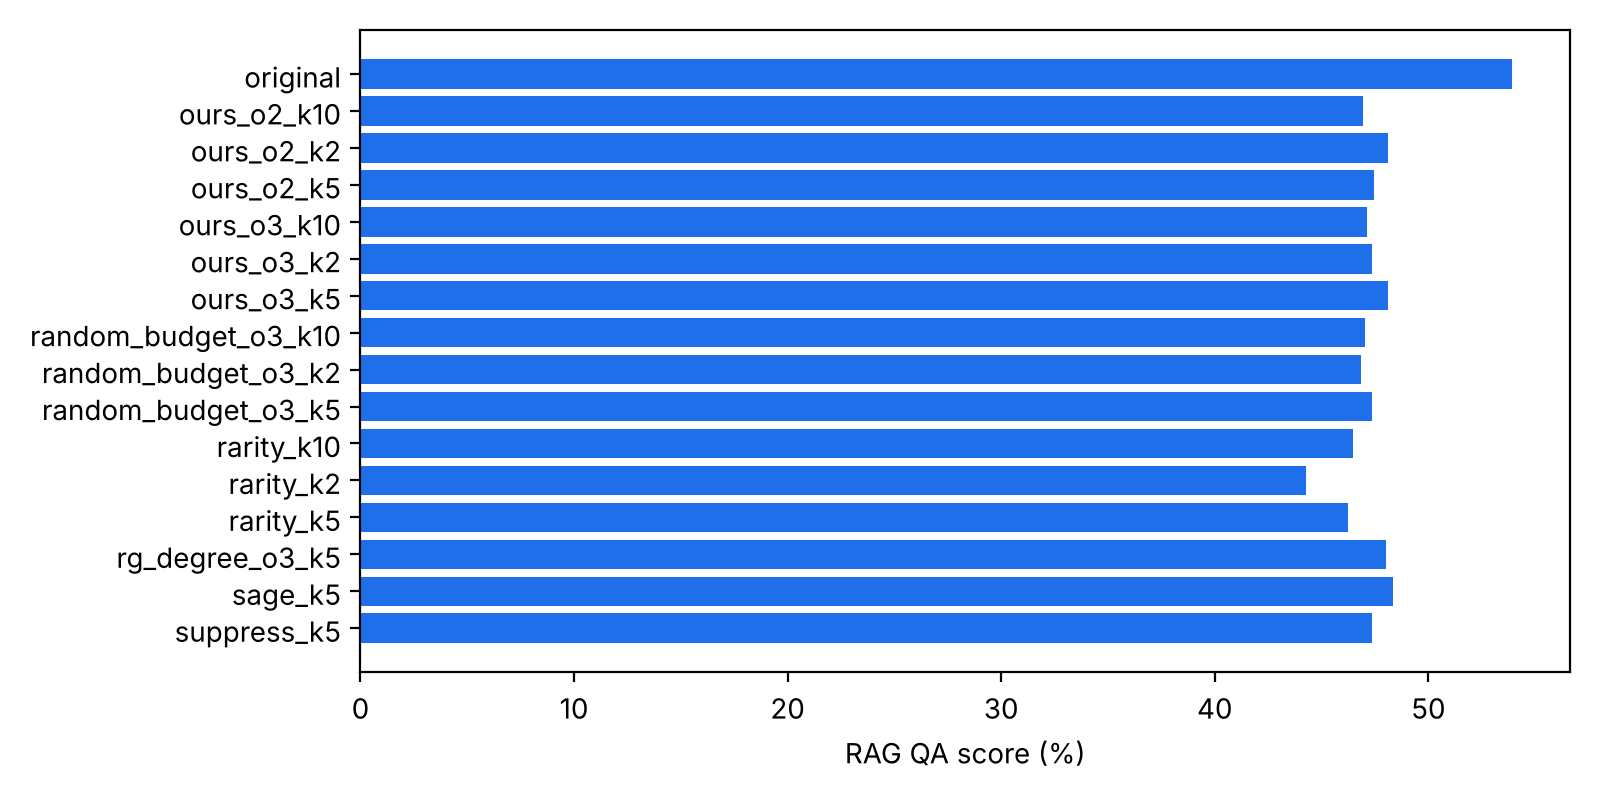 original
ours_o2_k10
ours_o2_k2
ours_o2_k5
ours_o3_k10
ours_o3_k2
ours_o3_k5
random_budget_o3_k10
random_budget_o3_k2
random_budget_o3_k5
rarity_k10
rarity_k2
rarity_k5
rg_degree_o3_k5
sage_k5
suppress_k5
0 10 20 30 40 50
RAG QA score (%)